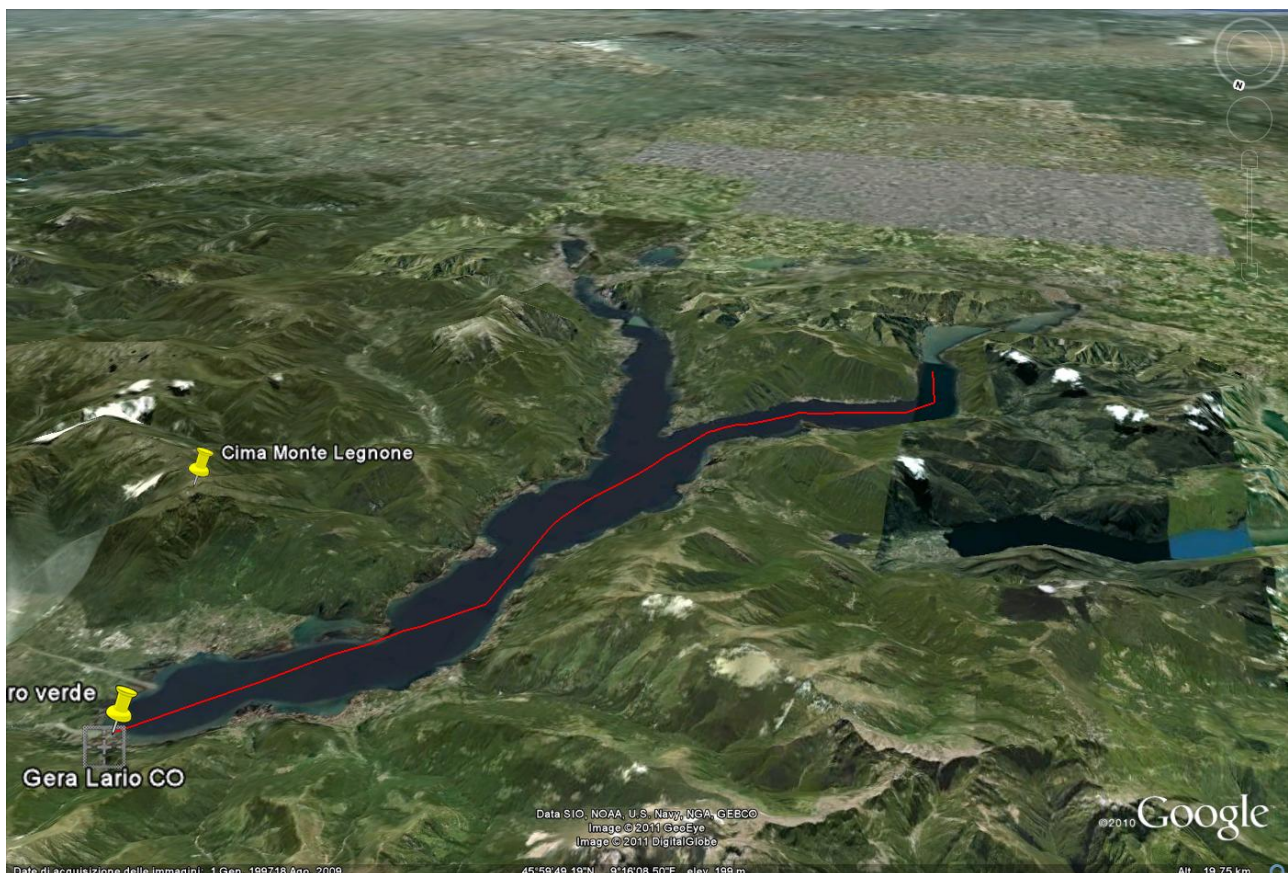 N
Cima Monte Legnone
ro verde
Gera Lario CO
Data SIO, NOAA, U.S. Navy, NGA, GEBCO
Image © 2011 GeoEye
Image © 2011 DigitalGlobe
©2010 Google
Date di acquisizione delle immagini: 1 Gen, 199718 Ago, 2009
45°59'49.19"N 9°16'08.50"E elev 199 m
Alt 19.75 km